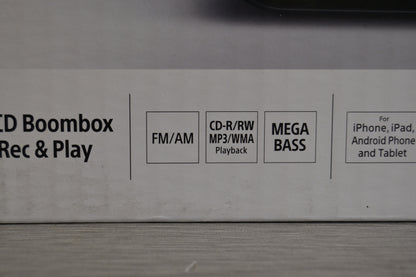 CD Boombox
Rec & Play
FM/AM
CD-R/RW
MP3/WMA
Playback
MEGA
BASS
For
iPhone, iPad,
Android Phone
and Tablet